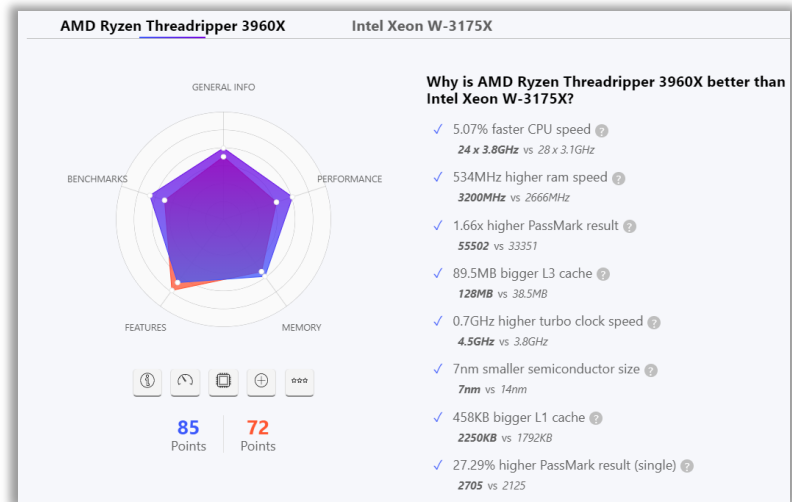 AMD Ryzen Threadripper 3960X
Intel Xeon W-3175X
GENERAL INFO
BENCHMARKS
PERFORMANCE
FEATURES
MEMORY
85
Points
72
Points
Why is AMD Ryzen Threadripper 3960X better than
Intel Xeon W-3175X?
5.07% faster CPU speed ?
24 x 3.8GHz vs 28 x 3.1GHz
534MHz higher ram speed ?
3200MHz vs 2666MHz
1.66x higher PassMark result ?
55502 vs 33351
89.5MB bigger L3 cache ?
128MB vs 38.5MB
0.7GHz higher turbo clock speed ?
4.5GHz vs 3.8GHz
7nm smaller semiconductor size ?
7nm vs 14nm
458KB bigger L1 cache ?
2250KB vs 1792KB
27.29% higher PassMark result (single) ?
2705 vs 2125